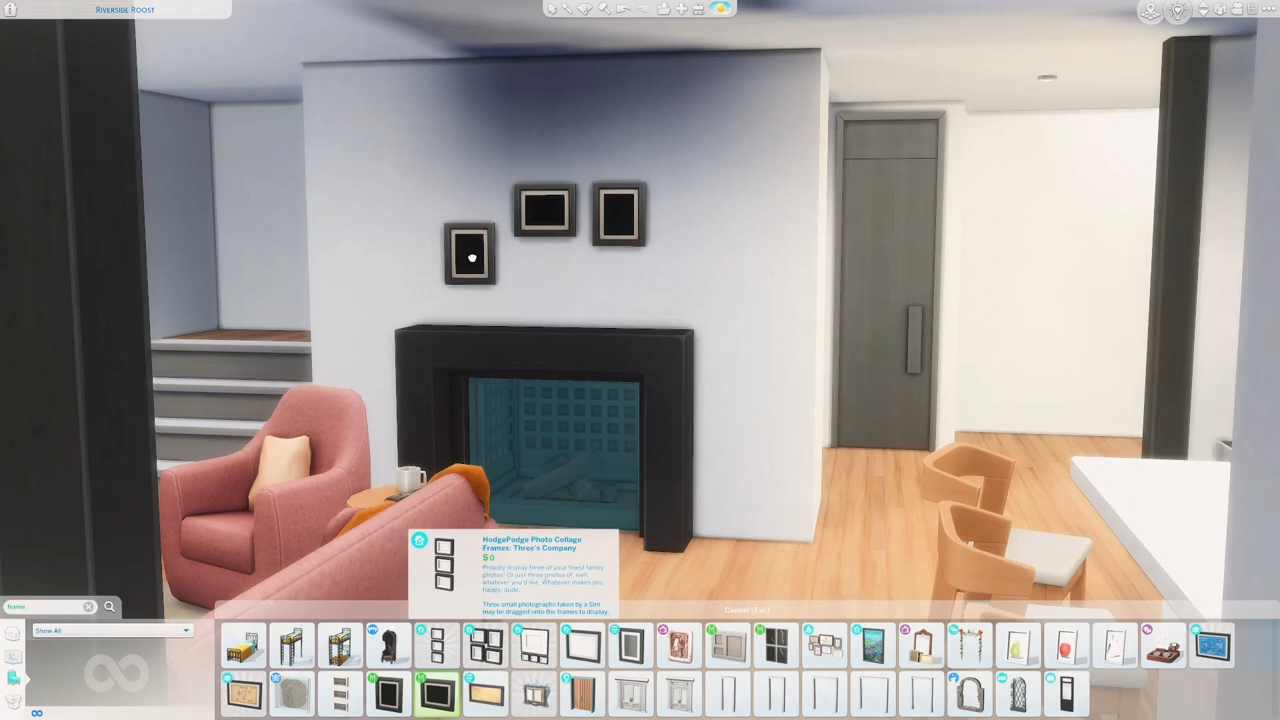 RIVERSIDE ROOST
HodgePodge Photo Collage
Frames: Three's Company
$0
Proudly display three of your finest family
photos! Or just three photos of, well,
whatever you'd like. Whatever makes you
happy, dude.
Three small photographs taken by a Sim
may be dragged onto the frames to display.
Cancel (Esc)
frame
Show All